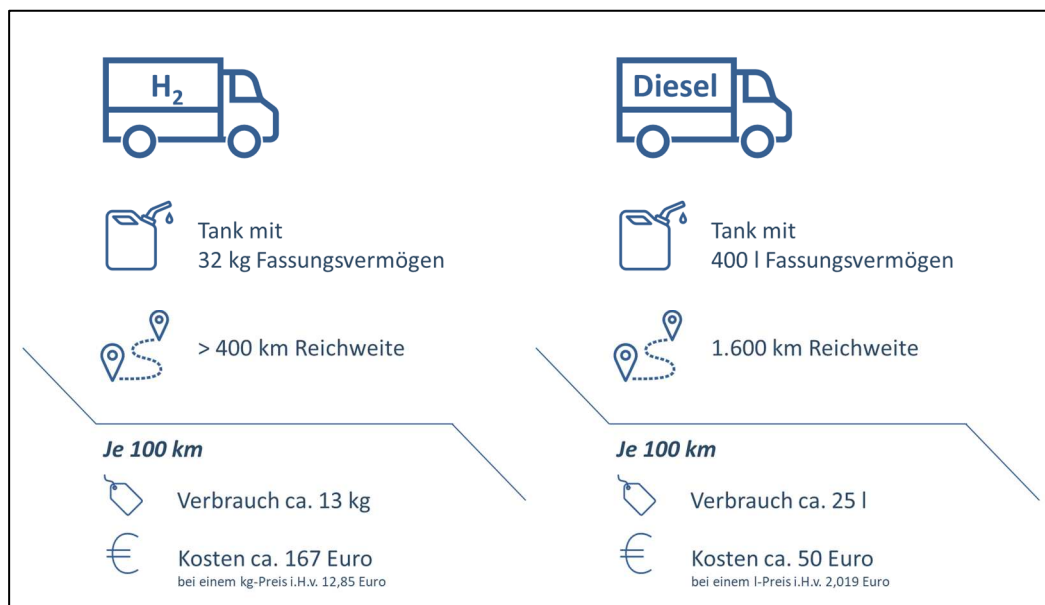 H₂
Tank mit
32 kg Fassungsvermögen
> 400 km Reichweite
Je 100 km
Verbrauch ca. 13 kg
Kosten ca. 167 Euro
bei einem kg-Preis i.H.v. 12,85 Euro
Diesel
Tank mit
400 l Fassungsvermögen
1.600 km Reichweite
Je 100 km
Verbrauch ca. 25 l
Kosten ca. 50 Euro
bei einem l-Preis i.H.v. 2,019 Euro